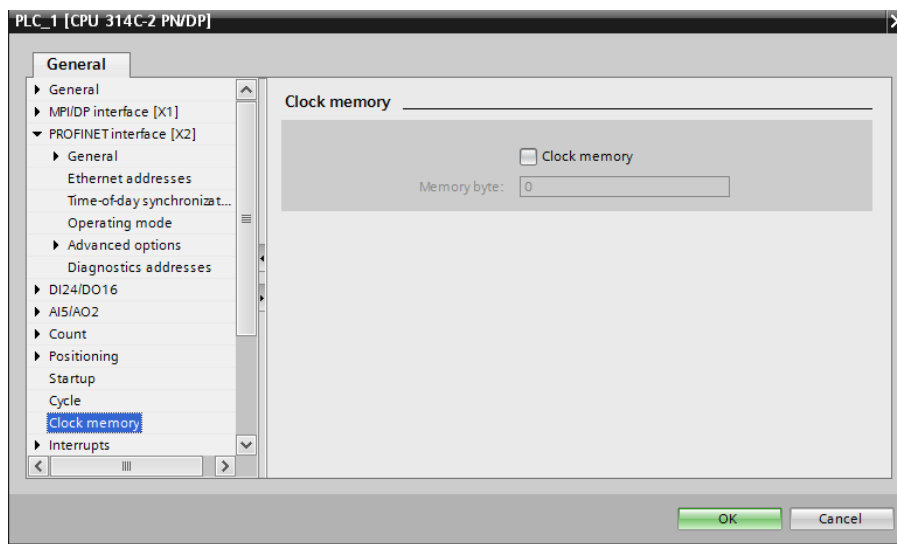 PLC_1 [CPU 314C-2 PN/DP]
General
General
MPI/DP interface [X1]
PROFINET interface [X2]
General
Ethernet addresses
Time-of-day synchronizat...
Operating mode
Advanced options
Diagnostics addresses
DI24/DO16
AI5/AO2
Count
Positioning
Startup
Cycle
Clock memory
Interrupts
Clock memory
Clock memory
Memory byte: 0
OK Cancel